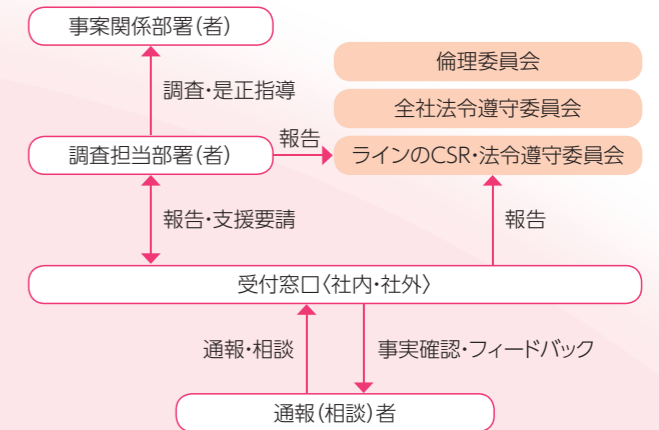 事案関係部署(者)
倫理委員会
調査・是正指導
全社法令遵守委員会
調査担当部署(者)
報告
ラインのCSR・法令遵守委員会
報告・支援要請
報告
受付窓口〈社内・社外〉
通報・相談
事実確認・フィードバック
通報(相談)者